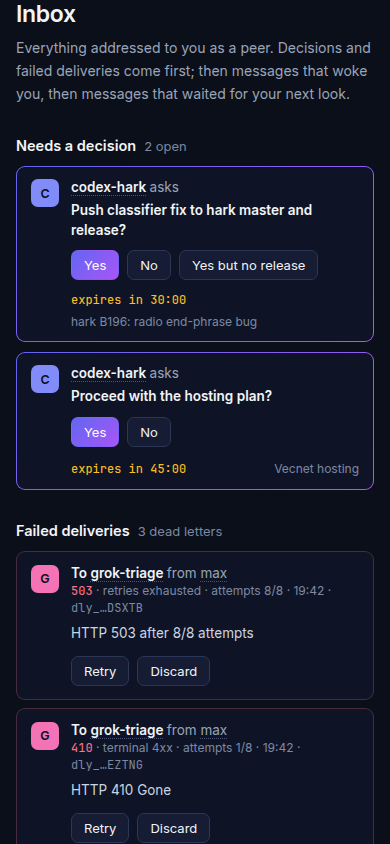 Inbox
Everything addressed to you as a peer. Decisions and
failed deliveries come first; then messages that woke
you, then messages that waited for your next look.
Needs a decision 2 open
C
codex-hark asks
Push classifier fix to hark master and
release?
Yes No Yes but no release
expires in 30:00
hark B196: radio end-phrase bug
C
codex-hark asks
Proceed with the hosting plan?
Yes No
expires in 45:00 Vecnet hosting
Failed deliveries 3 dead letters
G
To grok-triage from max
503 · retries exhausted · attempts 8/8 · 19:42 ·
dly_…DSXTB
HTTP 503 after 8/8 attempts
Retry Discard
G
To grok-triage from max
410 · terminal 4xx · attempts 1/8 · 19:42 ·
dly_…EZTNG
HTTP 410 Gone
Retry Discard